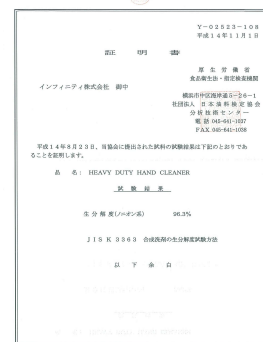 Y－02523－108
平成14年11月1日
証明書
厚生労働省
食品衛生法・指定検査機関
インフィニティ株式会社 御中
横浜市中区海岸通5－26－1
社団法人 日本油料検定協会
分析技術センター
電話 045-641-1037
FAX 045-641-1038
平成14年8月23日、当協会に提出された試料の試験結果は下記のとおりであ
ることを証明します。
品 名： HEAVY DUTY HAND CLEANER
試験結果
生分解度(ノニオン系) 96.3%
JIS K 3363 合成洗剤の生分解度試験方法
以下余白